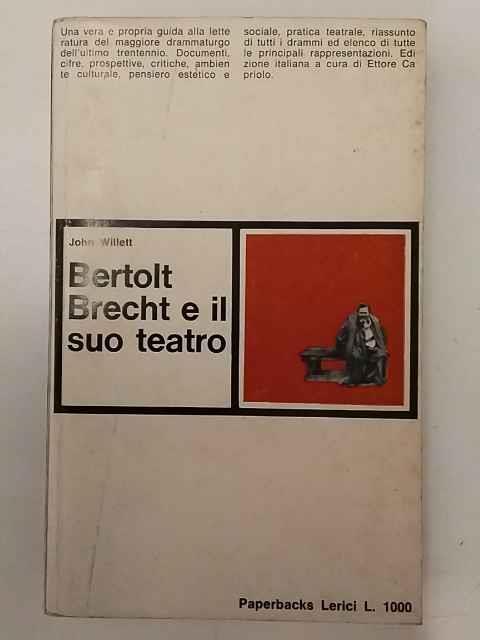 Una vera e propria guida alla lette
ratura del maggiore drammaturgo
dell'ultimo trentennio. Documenti,
cifre, prospettive, critiche, ambien
te culturale, pensiero estetico e
sociale, pratica teatrale, riassunto
di tutti i drammi ed elenco di tutte
le principali rappresentazioni. Edi
zione italiana a cura di Ettore Ca
priolo.
John Willett
Bertolt
Brecht e il
suo teatro
Paperbacks Lerici L. 1000